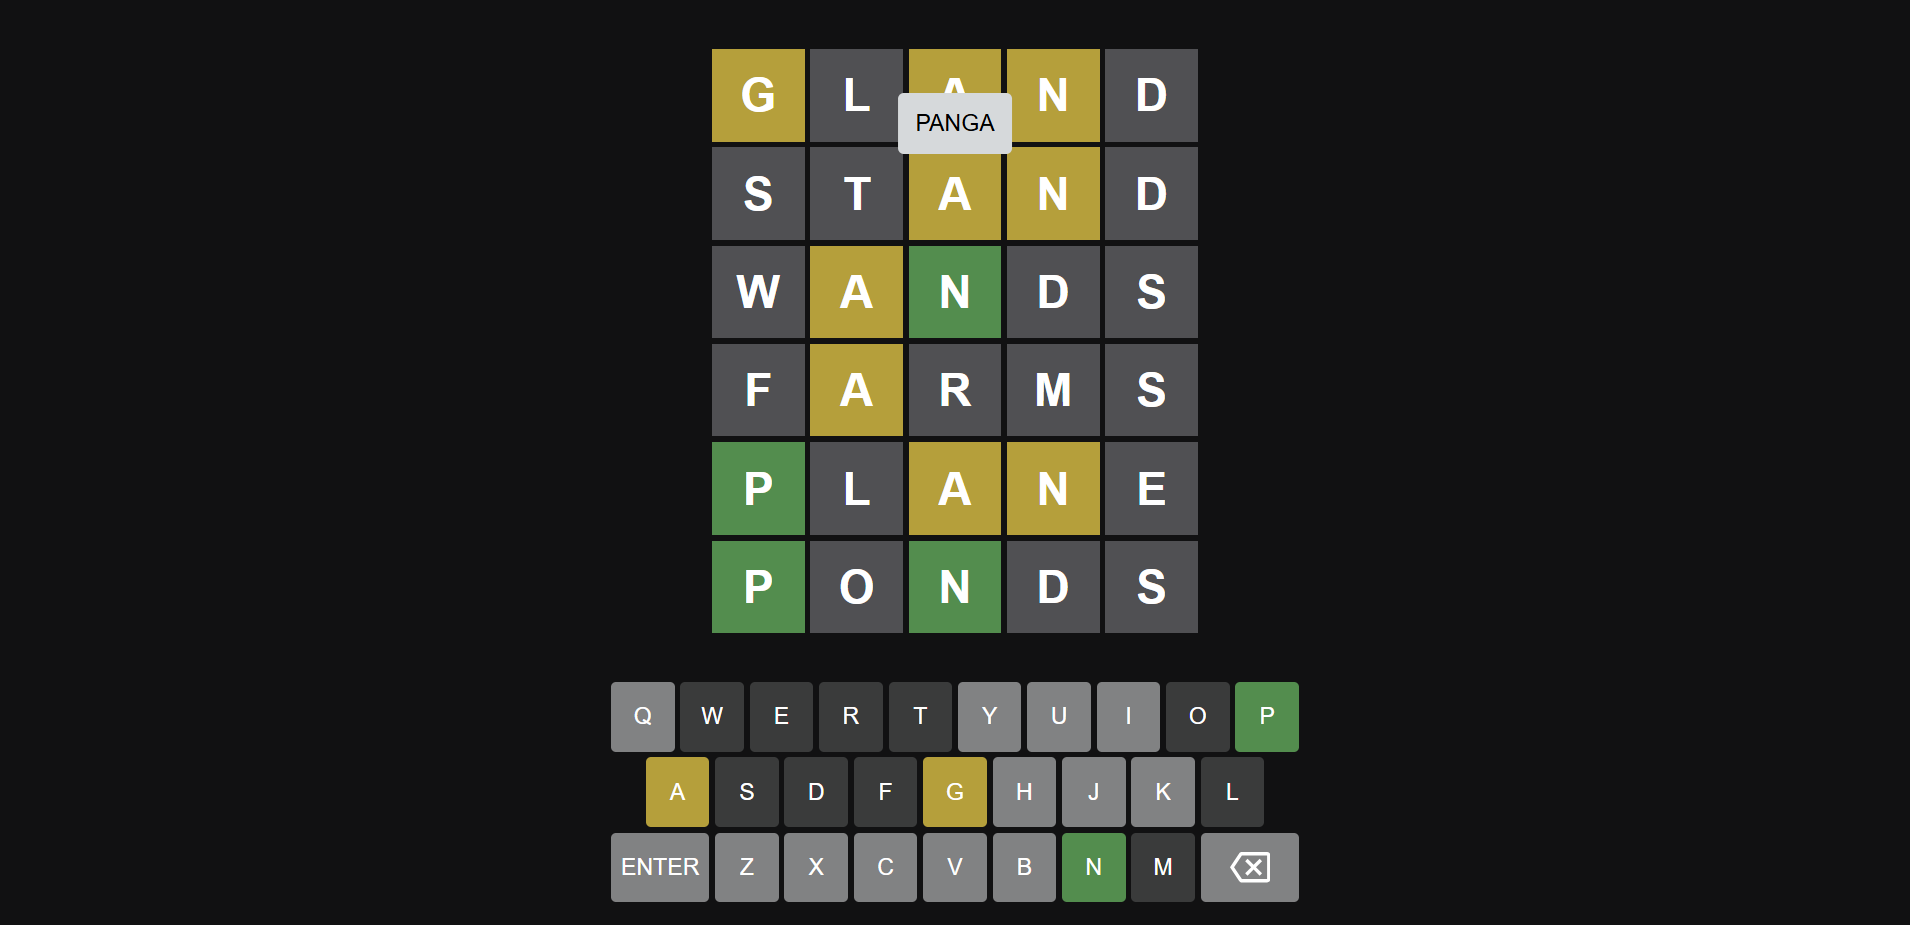 G L A N D
PANGA
S T A N D
W A N D S
F A R M S
P L A N E
P O N D S
Q W E R T Y U I O P
A S D F G H J K L
ENTER Z X C V B N M